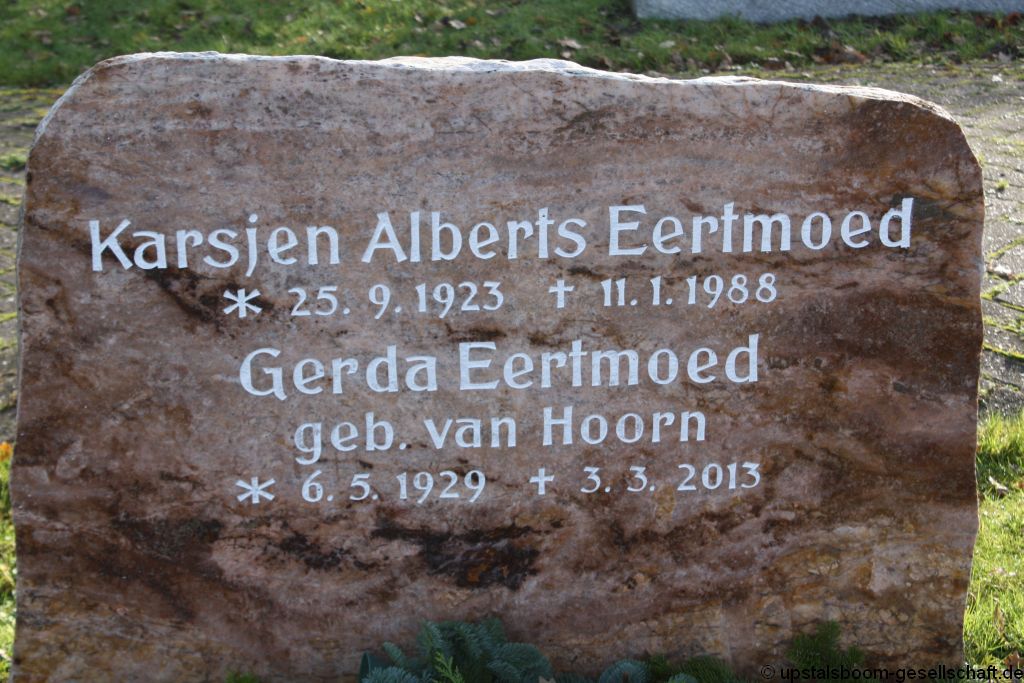 Karsjen Alberts Eertmoed
* 25. 9. 1923 † 11. 1. 1988
Gerda Eertmoed
geb. van Hoorn
* 6. 5. 1929 † 3. 3. 2013
© upstalsboom-gesellschaft.de